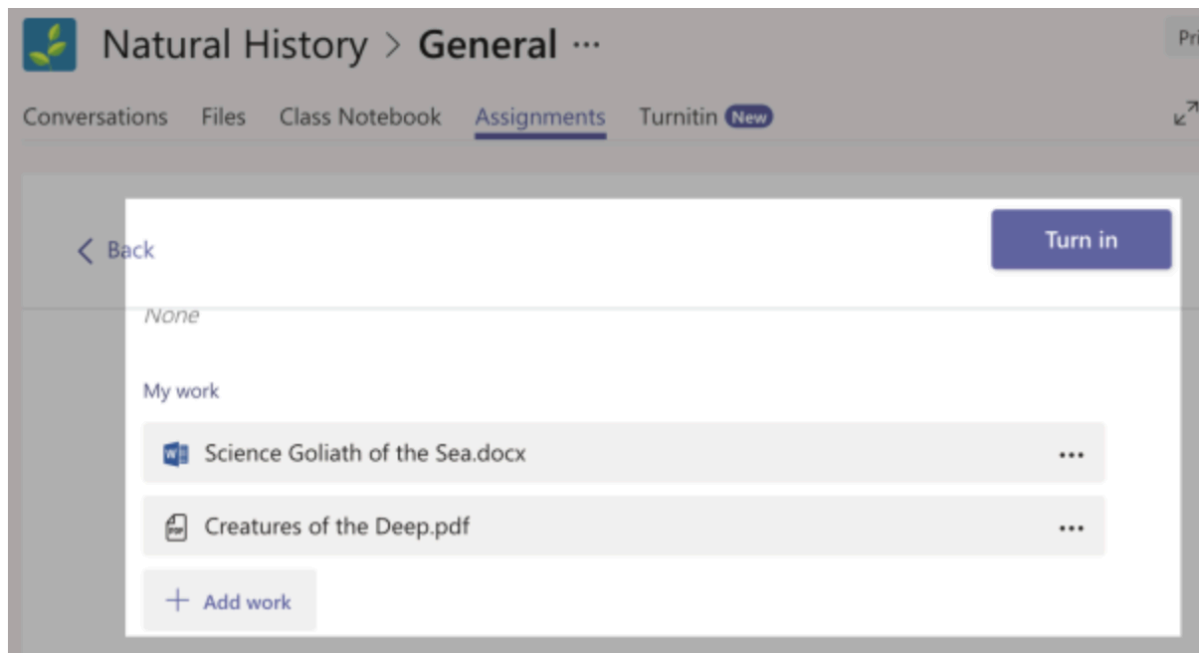 Natural History > General ...
Pri
Conversations Files Class Notebook Assignments Turnitin New
Back
Turn in
None
My work
Science Goliath of the Sea.docx ...
PDF Creatures of the Deep.pdf ...
+ Add work